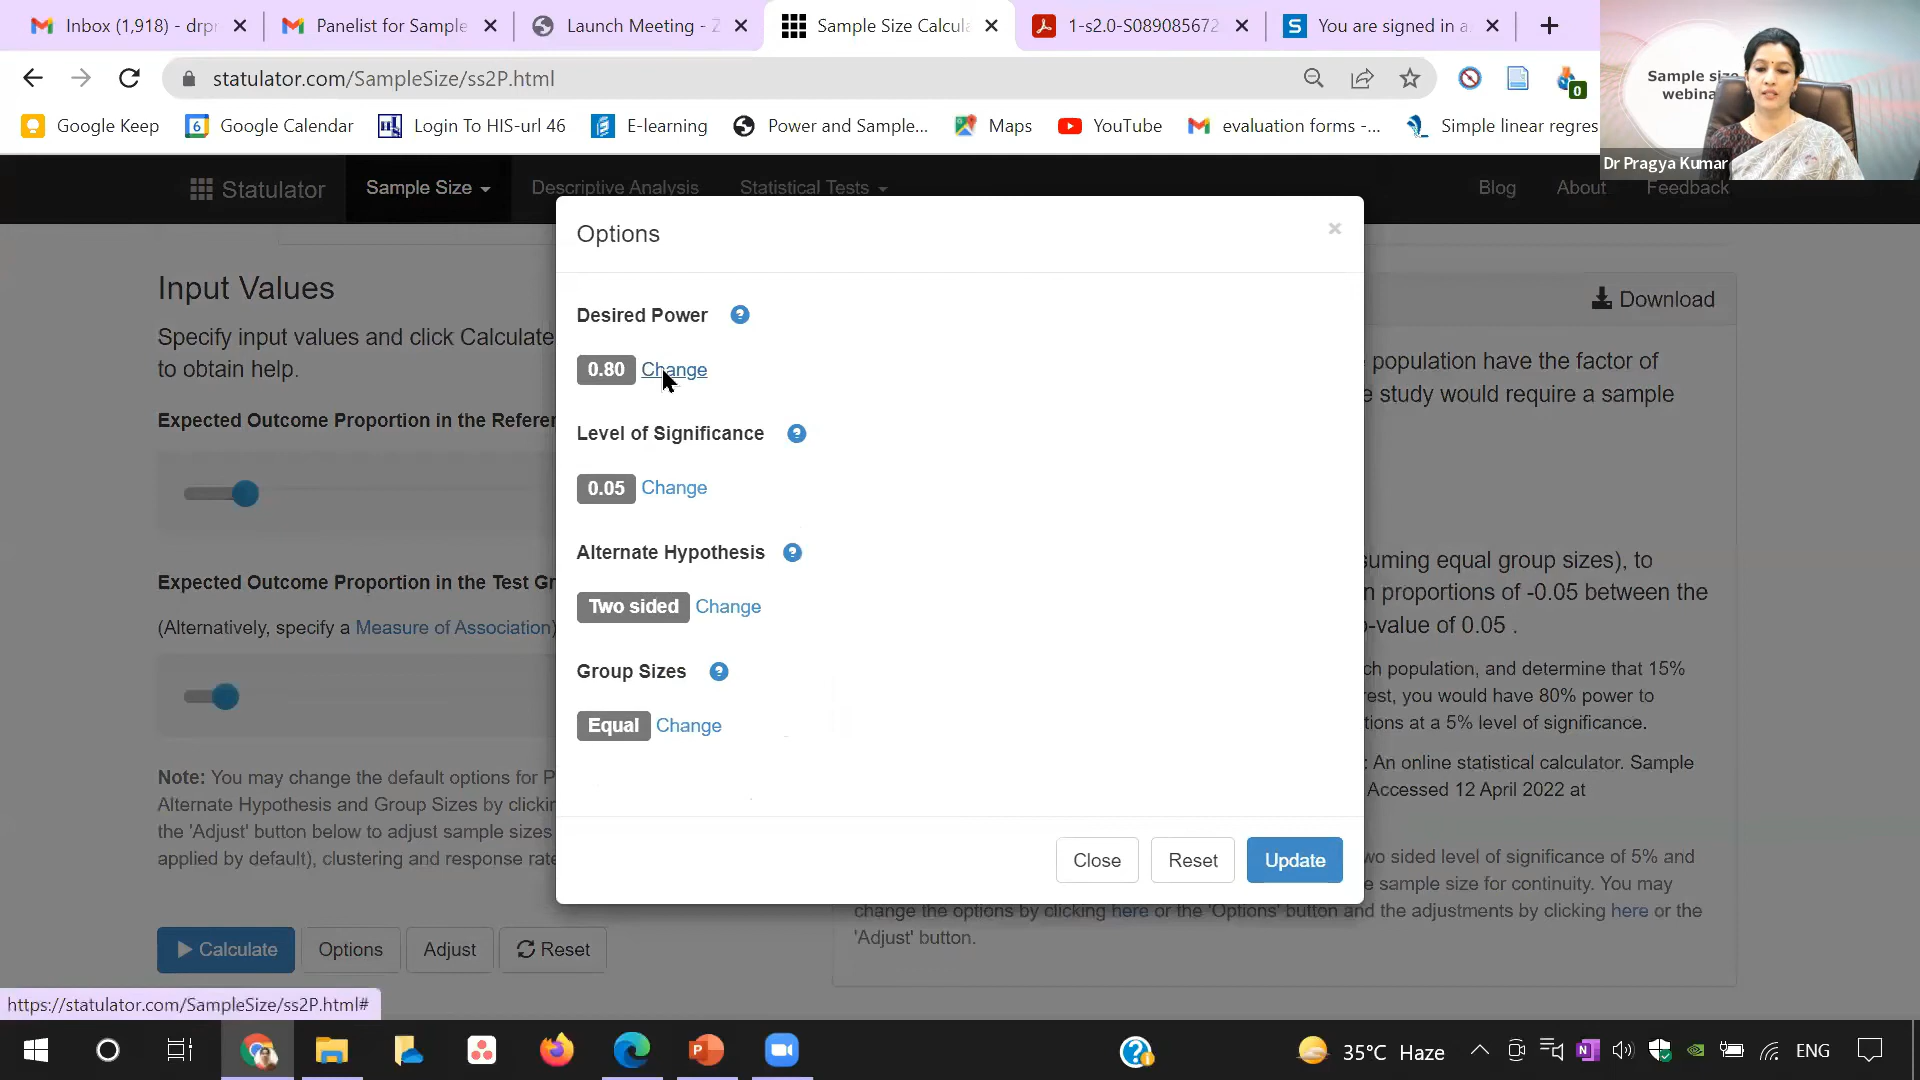 Inbox (1,918) - drpr
Panelist for Sample
Launch Meeting - Z
Sample Size Calcula
1-s2.0-S089085672
You are signed in a
statulator.com/SampleSize/ss2P.html
0
Google Keep
6
Google Calendar
Login To HIS-url 46
E-learning
Power and Sample...
Maps
YouTube
evaluation forms -...
Simple linear regres
Sample size
webina
Dr Pragya Kumar
Statulator
Sample Size
Descriptive Analysis
Statistical Tests
Blog
About
Feedback
Input Values
Specify input values and click Calculate
to obtain help.
Expected Outcome Proportion in the Referen
Expected Outcome Proportion in the Test Gr
(Alternatively, specify a Measure of Association)
Note: You may change the default options for P
Alternate Hypothesis and Group Sizes by clickin
the 'Adjust' button below to adjust sample sizes
applied by default), clustering and response rate
Calculate
Options
Adjust
Reset
Options
×
Desired Power ?
0.80 Change
Level of Significance ?
0.05 Change
Alternate Hypothesis ?
Two sided Change
Group Sizes ?
Equal Change
Close
Reset
Update
Download
population have the factor of
study would require a sample
suming equal group sizes), to
n proportions of -0.05 between the
p-value of 0.05 .
ch population, and determine that 15%
rest, you would have 80% power to
tions at a 5% level of significance.
: An online statistical calculator. Sample
Accessed 12 April 2022 at
wo sided level of significance of 5% and
e sample size for continuity. You may
change the options by clicking here or the 'Options' button and the adjustments by clicking here or the
'Adjust' button.
https://statulator.com/SampleSize/ss2P.html#
35°C Haze
ENG